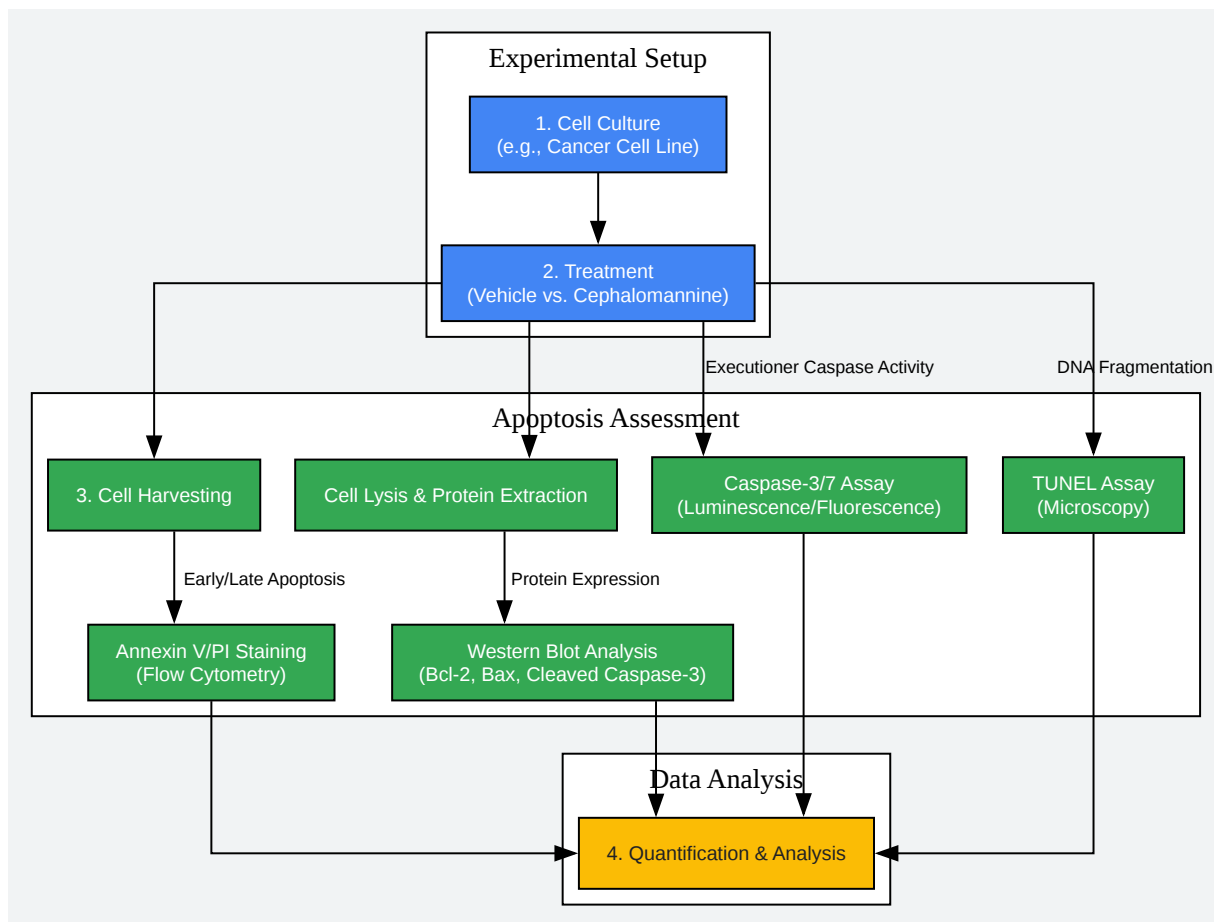 Experimental Setup
1. Cell Culture
(e.g., Cancer Cell Line)
2. Treatment
(Vehicle vs. Cephalomannine)
Executioner Caspase Activity
DNA Fragmentation
Apoptosis Assessment
3. Cell Harvesting
Cell Lysis & Protein Extraction
Caspase-3/7 Assay
(Luminescence/Fluorescence)
TUNEL Assay
(Microscopy)
Early/Late Apoptosis
Protein Expression
Annexin V/PI Staining
(Flow Cytometry)
Western Blot Analysis
(Bcl-2, Bax, Cleaved Caspase-3)
Data Analysis
4. Quantification & Analysis